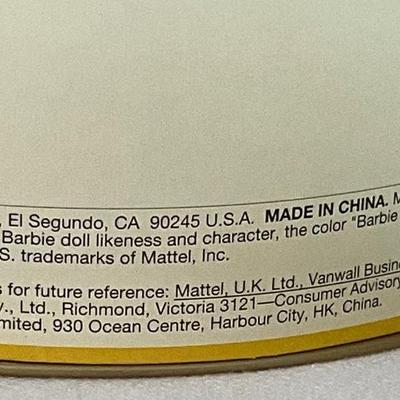 , El Segundo, CA 90245 U.S.A. MADE IN CHINA. M
Barbie doll likeness and character, the color "Barbie
S. trademarks of Mattel, Inc.
s for future reference: Mattel, U.K. Ltd., Vanwall Busine
y., Ltd., Richmond, Victoria 3121—Consumer Advisory
imited, 930 Ocean Centre, Harbour City, HK, China.